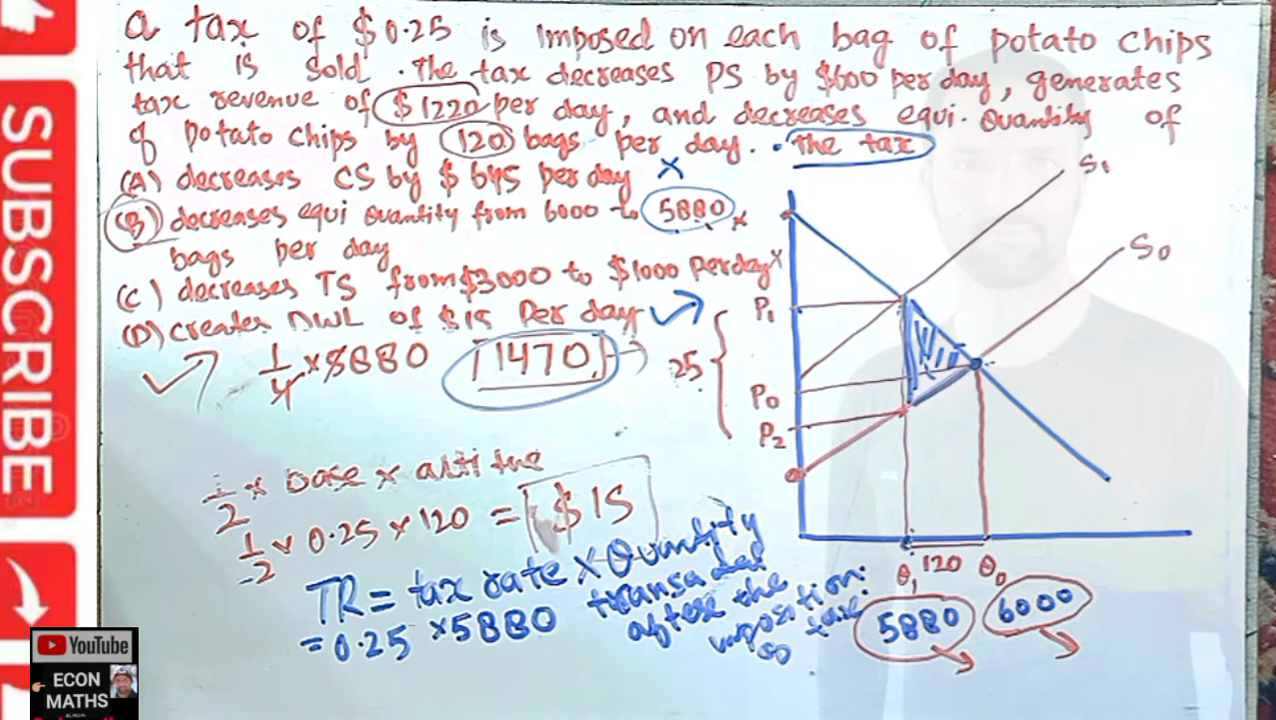 a tax of $0.25 is imposed on each bag of potato chips
that is sold. The tax decreases PS by $600 per day, generates
tax revenue of $1220 per day, and decreases equi. Quantity of
of potato chips by 120 bags per day. . The tax
(A) decreases CS by $645 per day x
(B) decreases equi Quantity from 6000 to 5880 x
bags per day
(C) decreases TS from $3000 to $1000 per day x
(D) creates DWL of $15 Per day ✓
1/4 × 5880 1470
1/2 × base × altitue
1/2 × 0.25 × 120 = $15
TR = tax rate × Quantity
transacted
after the
imposition
= 0.25 × 5880
S1
S0
P1
25
P0
P2
Q1 120 Q0
5880 6000
SUBSCRIBE
YouTube
ECON
MATHS